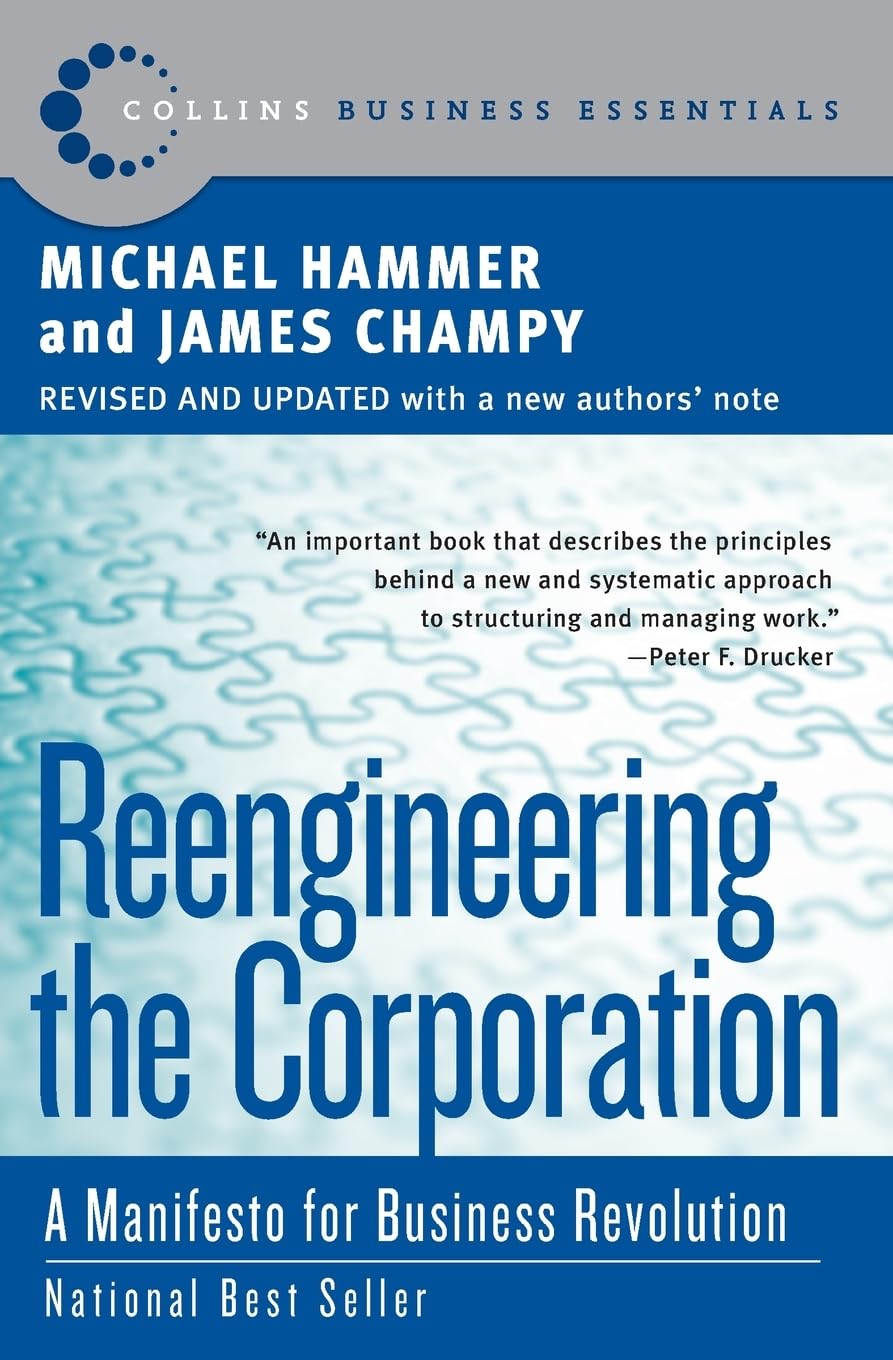 COLLINS BUSINESS ESSENTIALS
MICHAEL HAMMER
and JAMES CHAMPY
REVISED AND UPDATED with a new authors’ note
“An important book that describes the principles
behind a new and systematic approach
to structuring and managing work.”
—Peter F. Drucker
Reengineering
the Corporation
A Manifesto for Business Revolution
National Best Seller